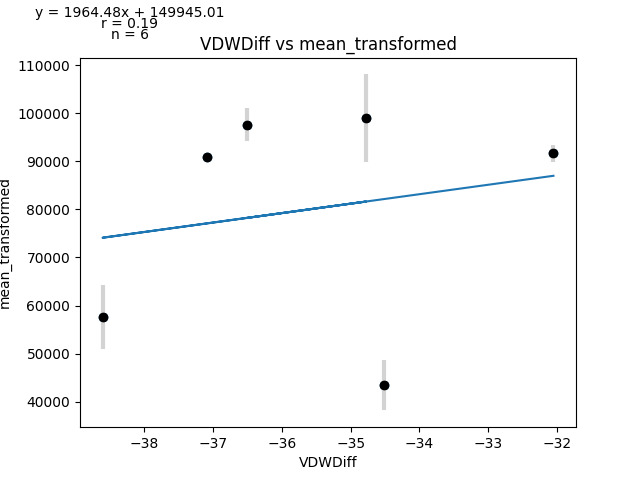 y = 1964.48x + 149945.01
r = 0.19
n = 6
VDWDiff vs mean_transformed
110000
100000
90000
80000
70000
60000
50000
40000
mean_transformed
−38
−37
−36
−35
−34
−33
−32
VDWDiff